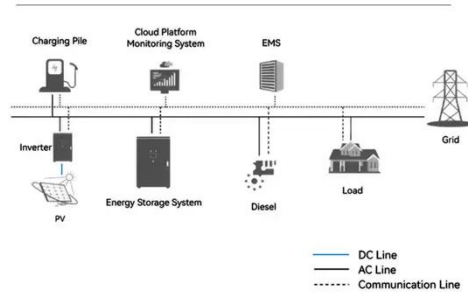 Charging Pile
Cloud Platform
Monitoring System
EMS
Grid
Inverter
PV
Energy Storage System
Diesel
Load
DC Line
AC Line
Communication Line